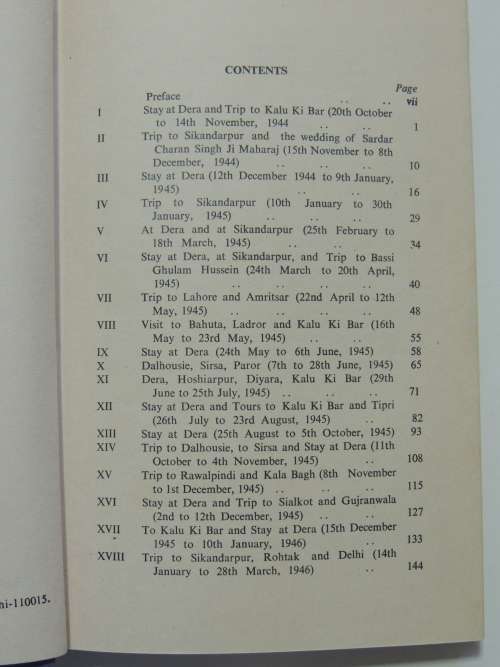 CONTENTS
Page
Preface .. .. vii
I Stay at Dera and Trip to Kalu Ki Bar (20th October
to 14th November, 1944 .. .. 1
II Trip to Sikandarpur and the wedding of Sardar
Charan Singh Ji Maharaj (15th November to 8th
December, 1944) .. .. .. 10
III Stay at Dera (12th December 1944 to 9th January,
1945) .. .. .. .. 16
IV Trip to Sikandarpur (10th January to 30th
January, 1945) .. .. .. 29
V At Dera and at Sikandarpur (25th February to
18th March, 1945) .. .. 34
VI Stay at Dera, at Sikandarpur, and Trip to Bassi
Ghulam Hussein (24th March to 20th April,
1945) .. .. .. .. 40
VII Trip to Lahore and Amritsar (22nd April to 12th
May, 1945) .. .. .. 48
VIII Visit to Bahuta, Ladror and Kalu Ki Bar (16th
May to 23rd May, 1945) .. .. 55
IX Stay at Dera (24th May to 6th June, 1945) 58
X Dalhousie, Sirsa, Paror (7th to 28th June, 1945) 65
XI Dera, Hoshiarpur, Diyara, Kalu Ki Bar (29th
June to 25th July, 1945) .. .. .. 71
XII Stay at Dera and Tours to Kalu Ki Bar and Tipri
(26th July to 23rd August, 1945) .. 82
XIII Stay at Dera (25th August to 5th October, 1945) 93
XIV Trip to Dalhousie, to Sirsa and Stay at Dera (11th
October to 4th November, 1945) .. 108
XV Trip to Rawalpindi and Kala Bagh (8th November
to 1st December, 1945) .. .. .. 115
XVI Stay at Dera and Trip to Sialkot and Gujranwala
(2nd to 12th December, 1945) .. .. 127
XVII To Kalu Ki Bar and Stay at Dera (15th December
1945 to 10th January, 1946) .. .. 133
XVIII Trip to Sikandarpur, Rohtak and Delhi (14th
January to 28th March, 1946) .. 144
hi-110015.